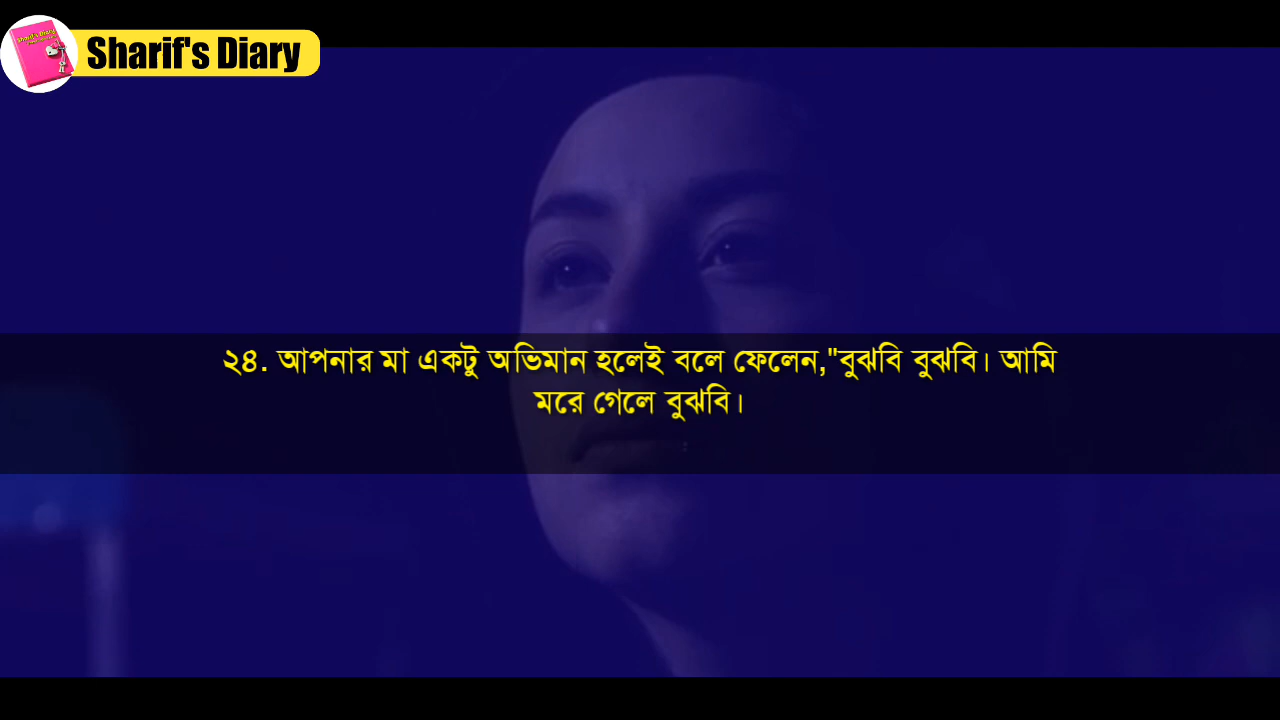 Sharif's Diary
২৪. আপনার মা একটু অভিমান হলেই বলে ফেলেন,"বুঝবি বুঝবি। আমি
মরে গেলে বুঝবি।